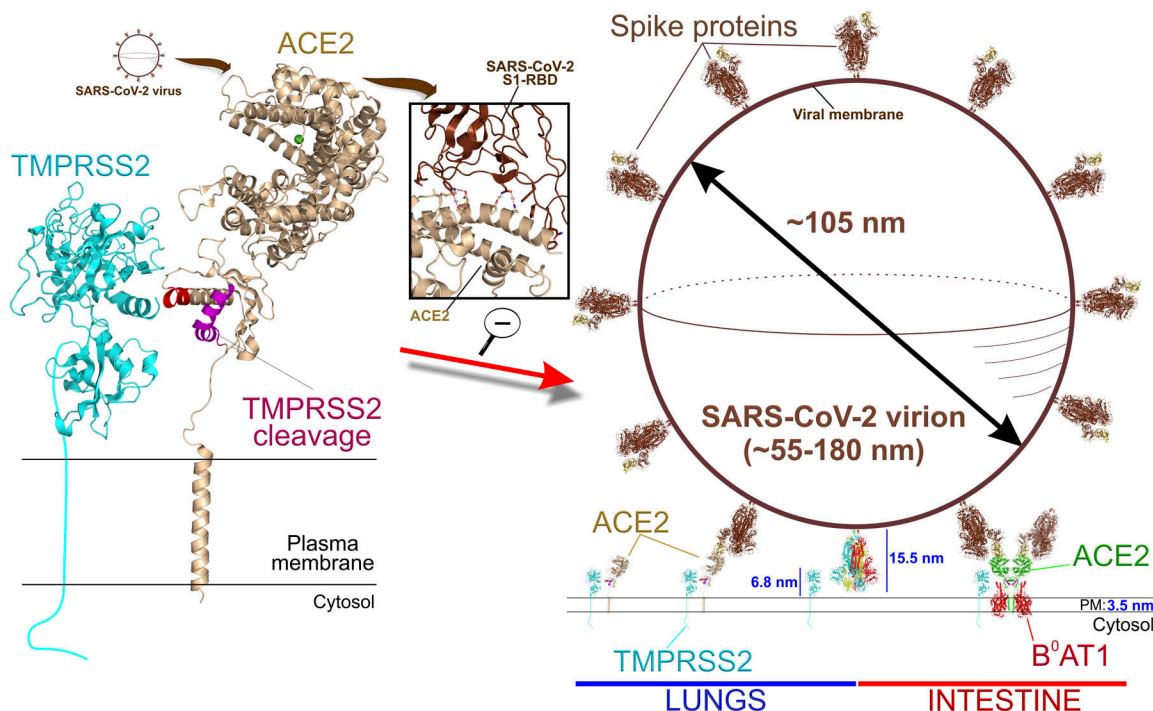 ACE2
SARS-CoV-2 virus
SARS-CoV-2
S1-RBD
TMPRSS2
ACE2
–
TMPRSS2
cleavage
Plasma
membrane
Cytosol
Spike proteins
Viral membrane
~105 nm
SARS-CoV-2 virion
(~55-180 nm)
ACE2
15.5 nm
6.8 nm
ACE2
PM:3.5 nm
Cytosol
TMPRSS2
B⁰AT1
LUNGS
INTESTINE